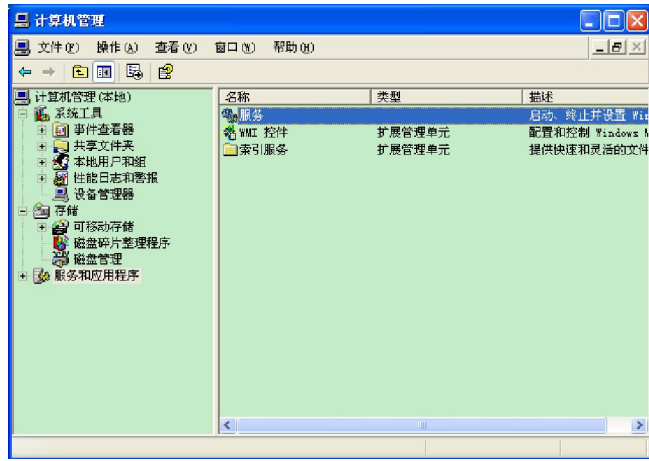 计算机管理
文件(F) 操作(A) 查看(V) 窗口(W) 帮助(H)
计算机管理(本地)
系统工具
事件查看器
共享文件夹
本地用户和组
性能日志和警报
设备管理器
存储
可移动存储
磁盘碎片整理程序
磁盘管理
服务和应用程序
名称 类型 描述
服务 启动、终止并设置 Win
WMI 控件 扩展管理单元 配置和控制 Windows M
索引服务 扩展管理单元 提供快速和灵活的文件